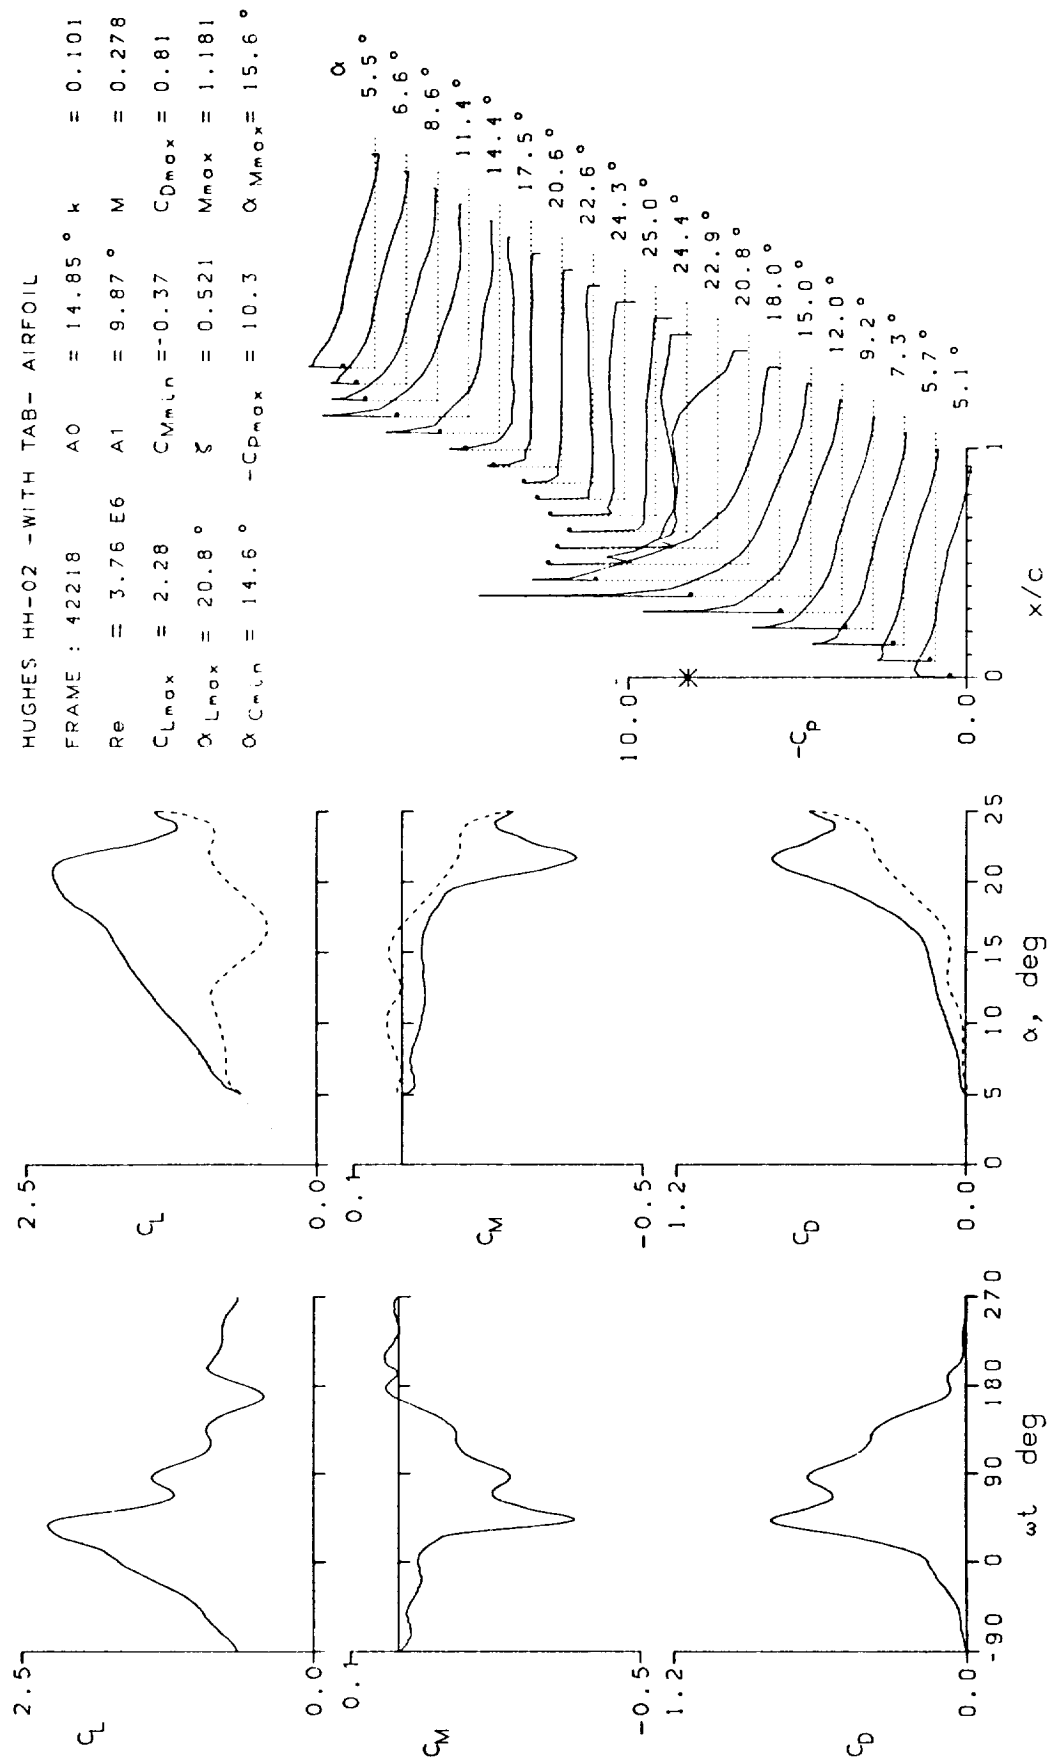 HUGHES HH-02 -WITH TAB- AIRFOIL
FRAME : 42218 A0 = 14.85° k = 0.101
Re = 3.76 E6 A1 = 9.87° M = 0.278
CLmax = 2.28 CMmin =-0.37 CDmax = 0.81
αLmax = 20.8° ζ = 0.521 Mmax = 1.181
αCmin = 14.6° -CPmax = 10.3 αMmax= 15.6°
2.5
CL
0.0
0.1
CM
-0.5
1.2
CD
0.0
-90 0 90 180 270
ωt deg
2.5
CL
0.0
0.1
CM
-0.5
1.2
CD
0.0
0 5 10 15 20 25
α, deg
α
5.5°
6.6°
8.6°
11.4°
14.4°
17.5°
20.6°
22.6°
24.3°
25.0°
24.4°
22.9°
20.8°
18.0°
15.0°
12.0°
9.2°
7.3°
5.7°
5.1°
10.0
-CP
0.0
0 1
x/c